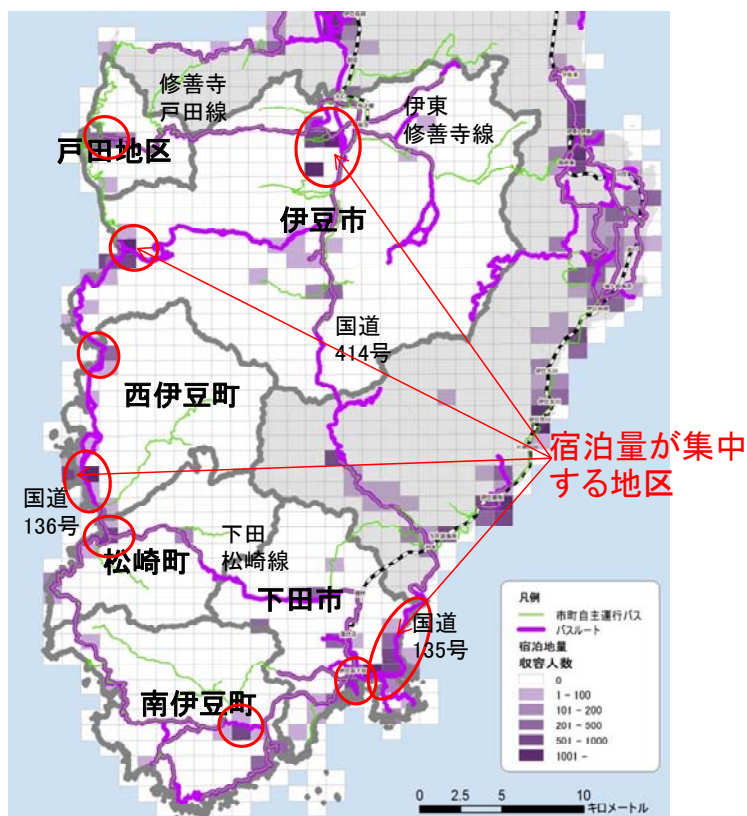 修善寺
戸田線
伊東
修善寺線
戸田地区
伊豆市
国道
414号
西伊豆町
宿泊量が集中
する地区
国道
136号
下田
松崎線
松崎町
下田市
国道
135号
南伊豆町
凡例
市町自主運行バス
バスルート
宿泊地量
収容人数
0
1 - 100
101 - 200
201 - 500
501 - 1000
1001 -
0 2.5 5 10
キロメートル